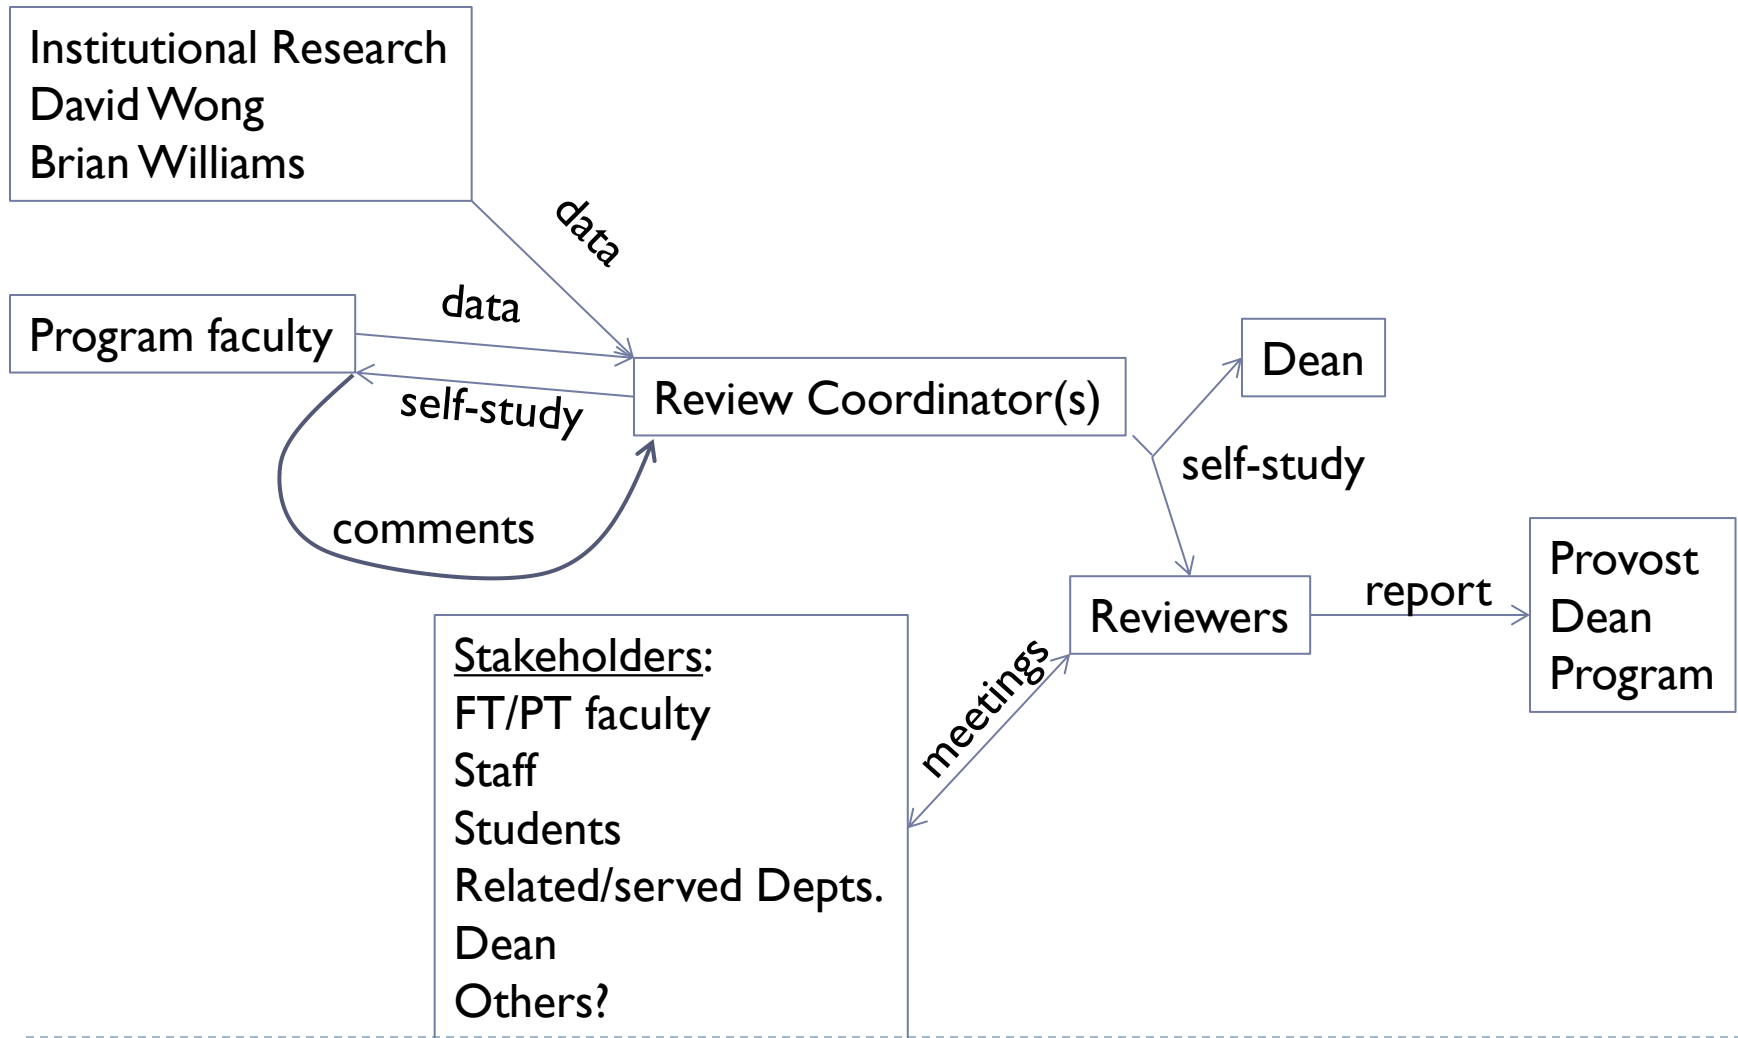 Institutional Research
David Wong
Brian Williams
data
Program faculty
data
self-study
comments
Review Coordinator(s)
Dean
self-study
Reviewers
report
Provost
Dean
Program
meetings
Stakeholders:
FT/PT faculty
Staff
Students
Related/served Depts.
Dean
Others?